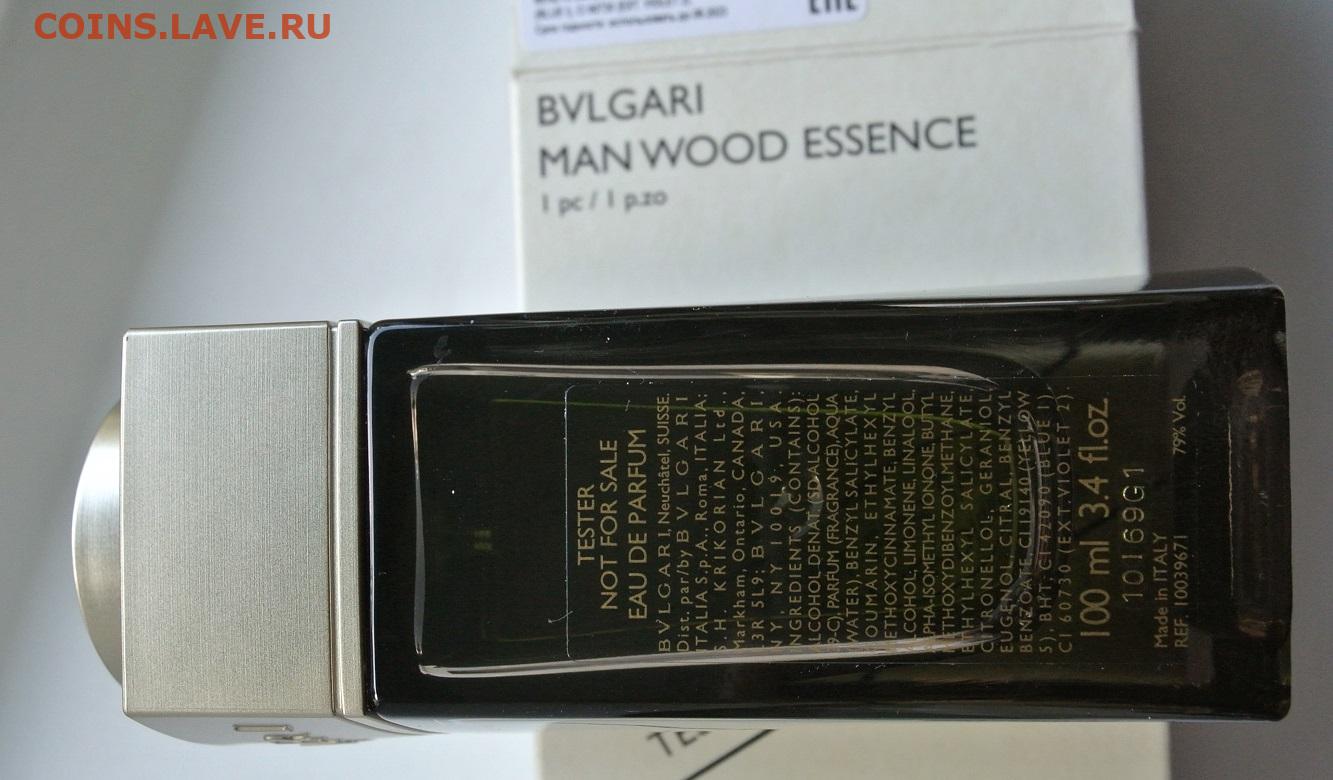 COINS.LAVE.RU
EAC
BVLGARI
MAN WOOD ESSENCE
1 pc / 1 p.zo
TESTER
NOT FOR SALE
EAU DE PARFUM
BVLGARI, Neuchâtel, SUISSE.
Dist. par/by BVLGARI
ITALIA S.p.A., Roma, ITALIA;
S.H. KRIKORIAN Ltd.,
Markham, Ontario, CANADA,
L3R 5L9; BVLGARI,
NY NY 10019, USA.
INGREDIENTS (CONTAINS):
ALCOHOL DENAT. (SD ALCOHOL
39-C), PARFUM (FRAGRANCE), AQUA
(WATER), BENZYL SALICYLATE,
COUMARIN, ETHYLHEXYL
METHOXYCINNAMATE, BENZYL
ALCOHOL, LIMONENE, LINALOOL,
ALPHA-ISOMETHYL IONONE, BUTYL
METHOXYDIBENZOYLMETHANE,
ETHYLHEXYL SALICYLATE,
CITRONELLOL, GERANIOL,
EUGENOL, CITRAL, BENZYL
BENZOATE, CI 19140 (YELLOW
5), BHT, CI 42090 (BLUE 1),
CI 60730 (EXT. VIOLET 2).
100 ml 3.4 fl.oz.
10169G1
Made in ITALY 79% Vol.
REF. 10039671